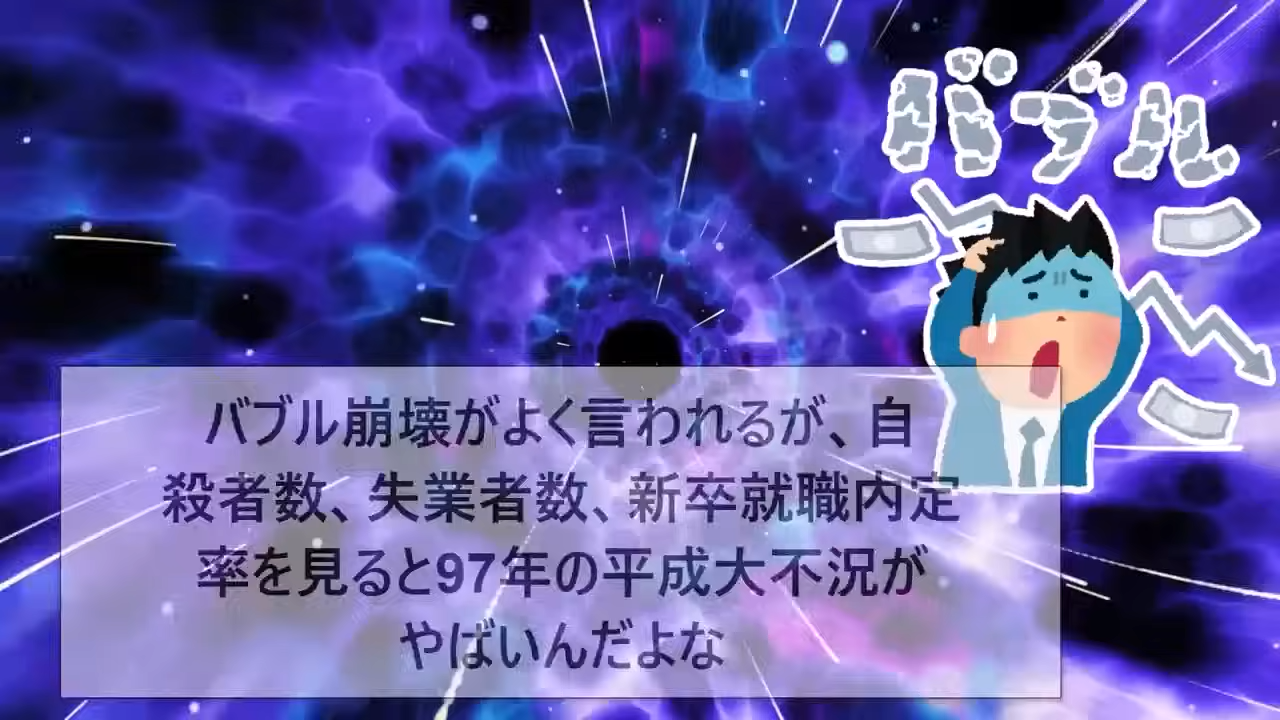 バブル
バブル崩壊がよく言われるが、自
殺者数、失業者数、新卒就職内定
率を見ると97年の平成大不況が
やばいんだよな